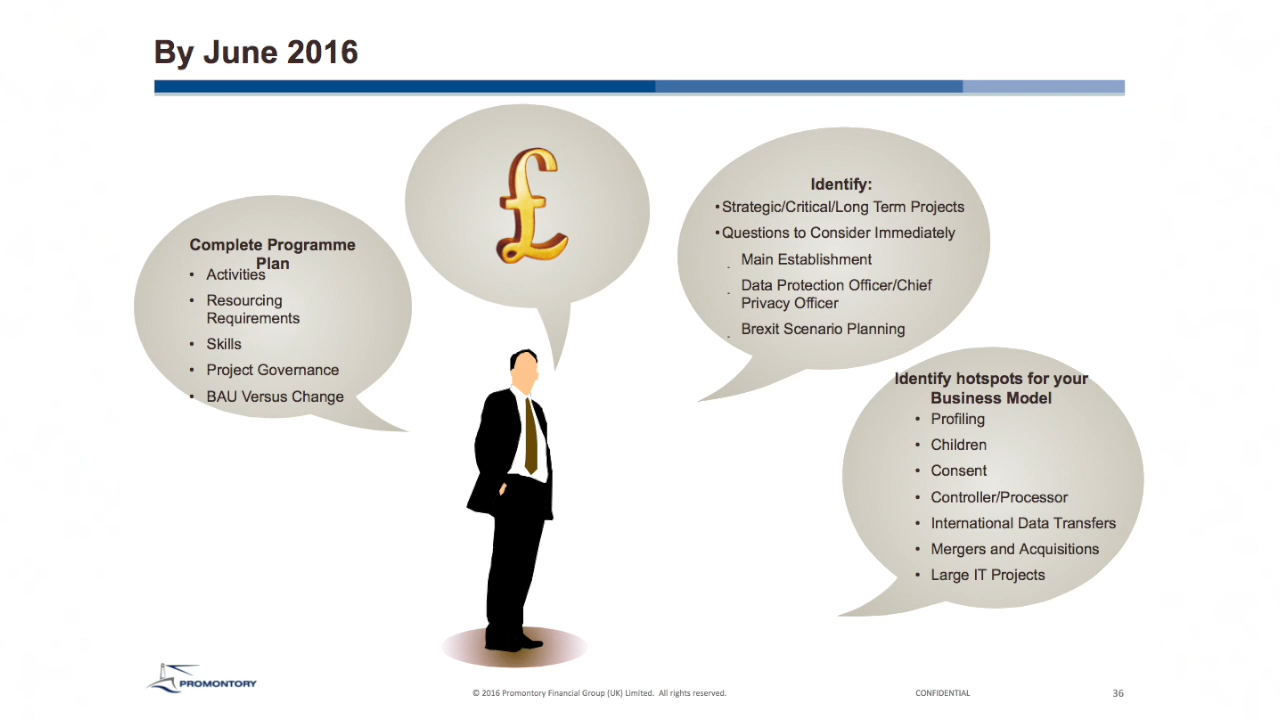 By June 2016
Complete Programme
Plan
• Activities
• Resourcing
Requirements
• Skills
• Project Governance
• BAU Versus Change
£
Identify:
•Strategic/Critical/Long Term Projects
•Questions to Consider Immediately
. Main Establishment
. Data Protection Officer/Chief
Privacy Officer
. Brexit Scenario Planning
Identify hotspots for your
Business Model
• Profiling
• Children
• Consent
• Controller/Processor
• International Data Transfers
• Mergers and Acquisitions
• Large IT Projects
PROMONTORY
© 2016 Promontory Financial Group (UK) Limited. All rights reserved.
CONFIDENTIAL
36